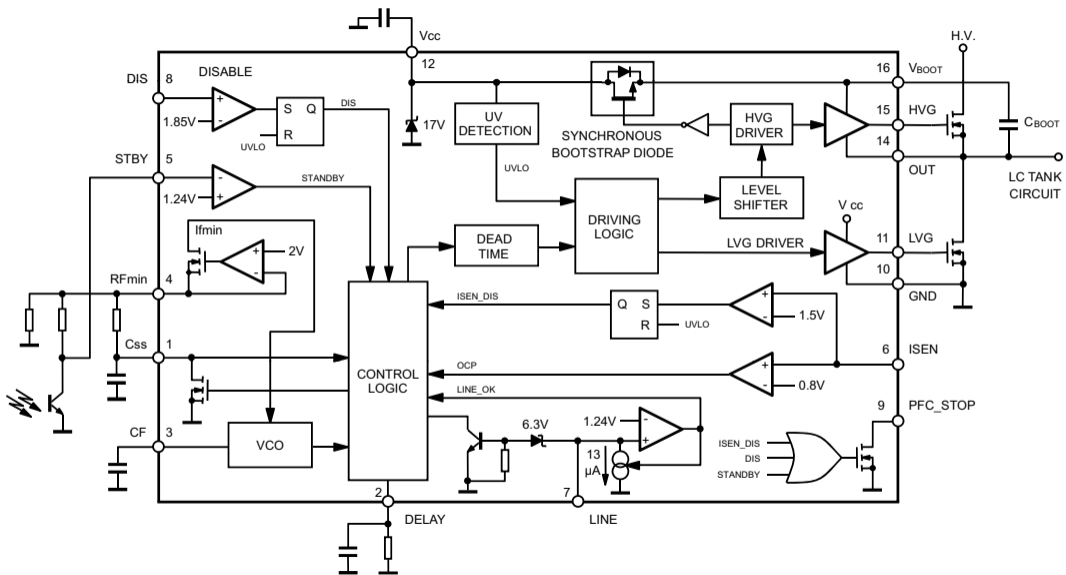 Vcc
H.V.
12
DIS
8
DISABLE
16
VBOOT
S
Q
DIS
R
1.85V
UVLO
17V
UV
DETECTION
SYNCHRONOUS
BOOTSTRAP DIODE
HVG
DRIVER
15
HVG
CBOOT
14
OUT
LC TANK
CIRCUIT
STBY
5
STANDBY
1.24V
UVLO
LEVEL
SHIFTER
DRIVING
LOGIC
V cc
Ifmin
2V
DEAD
TIME
LVG DRIVER
11
LVG
10
GND
RFmin
4
ISEN_DIS
Q
S
R
UVLO
1.5V
Css
1
6
ISEN
CONTROL
LOGIC
OCP
0.8V
LINE_OK
9
PFC_STOP
CF
3
VCO
6.3V
1.24V
13
µA
ISEN_DIS
DIS
STANDBY
2
DELAY
7
LINE
+
-
-
+
+
-
+
-
+
-
-
+